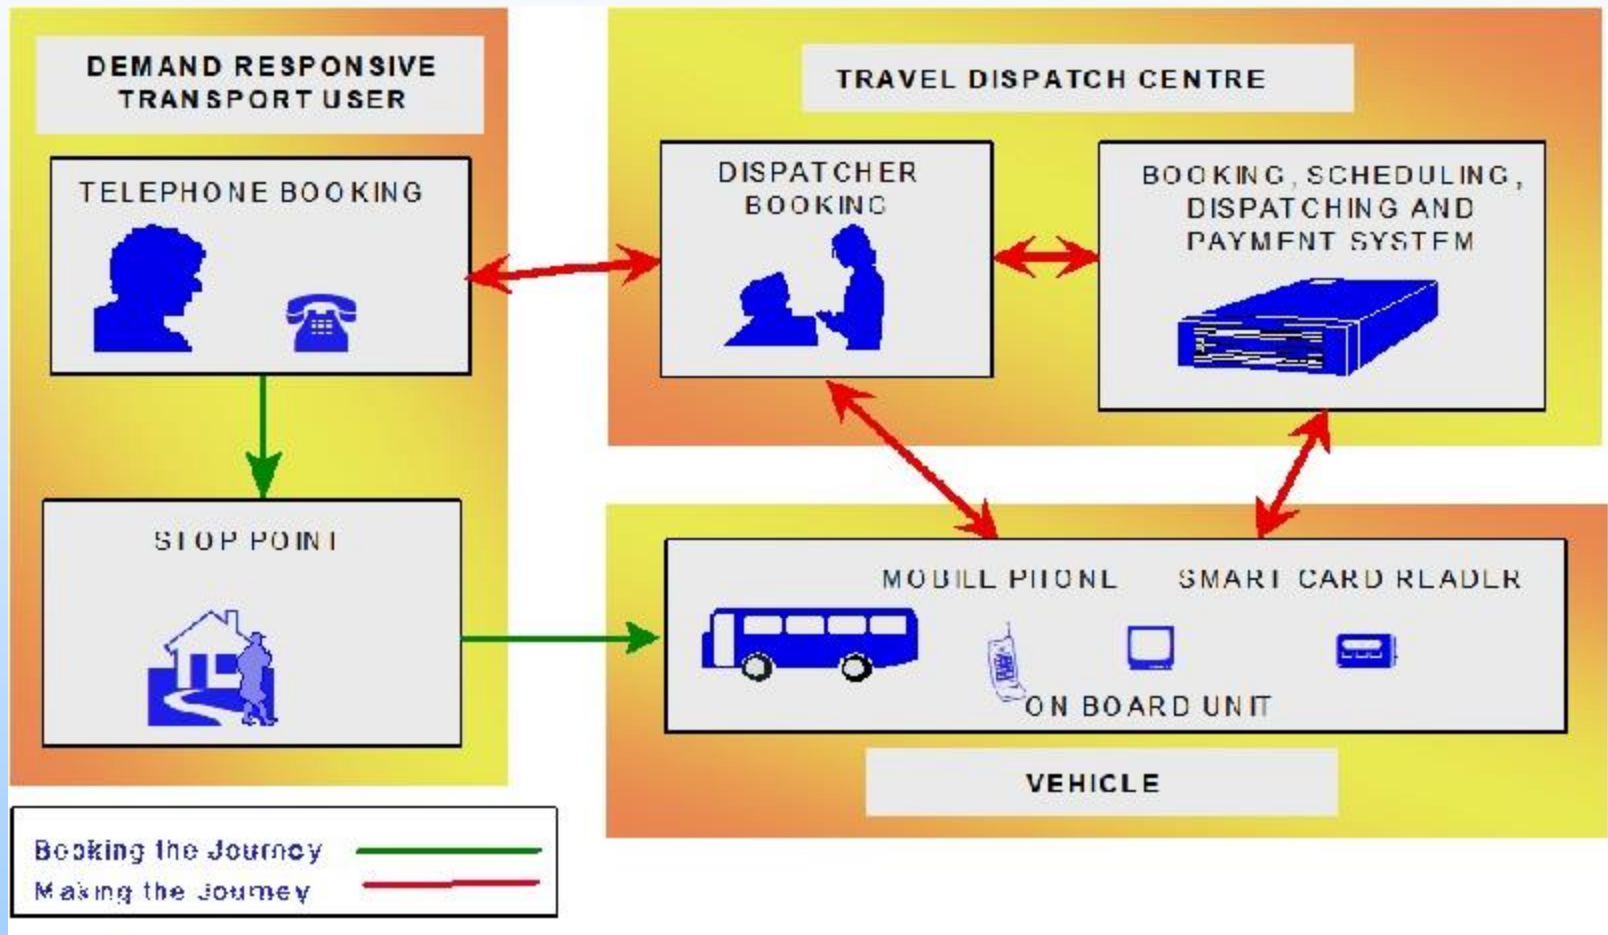 DEMAND RESPONSIVE
TRANSPORT USER
TELEPHONE BOOKING
STOP POINT
TRAVEL DISPATCH CENTRE
DISPATCHER
BOOKING
BOOKING, SCHEDULING,
DISPATCHING AND
PAYMENT SYSTEM
MOBILE PHONE
SMART CARD READER
ON BOARD UNIT
VEHICLE
Booking the Journey
Making the Journey